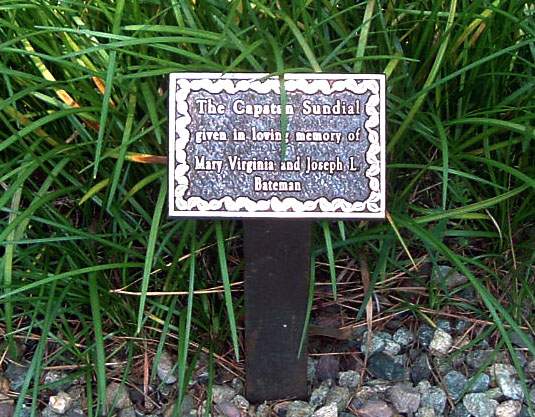 The Capstan Sundial
given in loving memory of
Mary Virginia and Joseph L.
Bateman